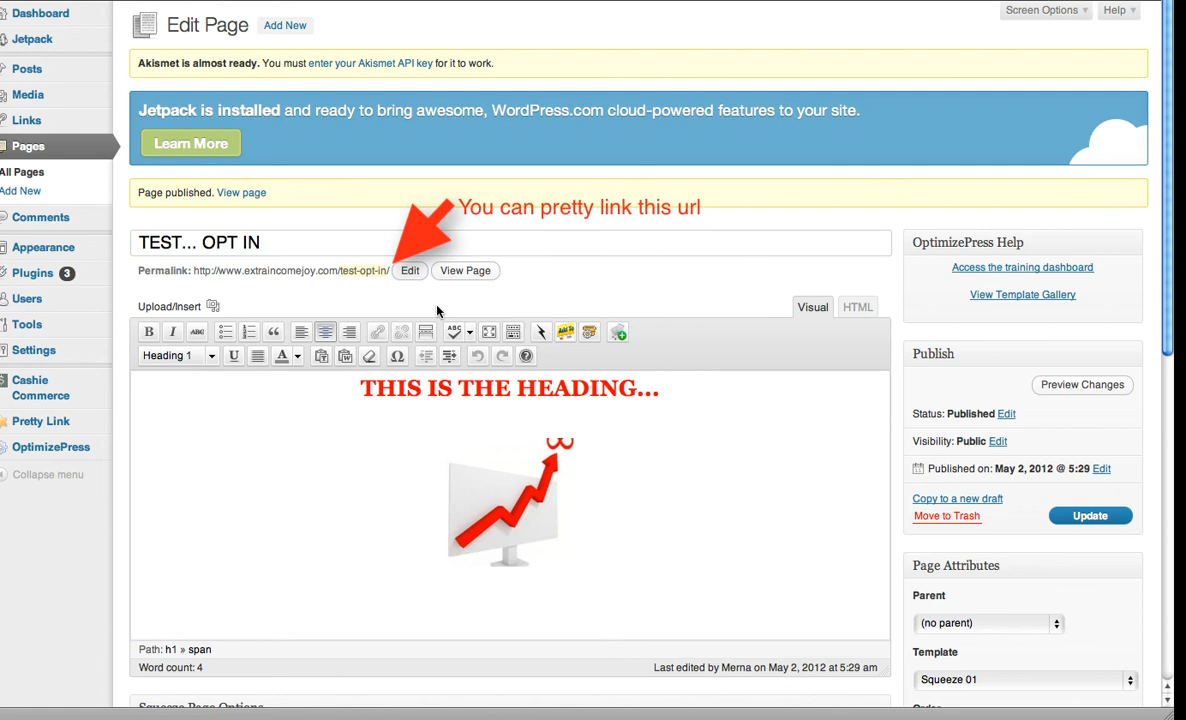 Dashboard
Jetpack
Posts
Media
Links
Pages
All Pages
Add New
Comments
Appearance
Plugins 3
Users
Tools
Settings
Cashie
Commerce
Pretty Link
OptimizePress
Collapse menu
Screen Options Help
Edit Page Add New
Akismet is almost ready. You must enter your Akismet API key for it to work.
Jetpack is installed and ready to bring awesome, WordPress.com cloud-powered features to your site.
Learn More
Page published. View page
You can pretty link this url
TEST... OPT IN
Permalink: http://www.extraincomejoy.com/test-opt-in/ Edit View Page
Upload/Insert Visual HTML
B I ABC ABC
Heading 1 U A Ω
THIS IS THE HEADING...
Path: h1 » span
Word count: 4 Last edited by Merna on May 2, 2012 at 5:29 am
Squeeze Page Options
OptimizePress Help
Access the training dashboard
View Template Gallery
Publish
Preview Changes
Status: Published Edit
Visibility: Public Edit
Published on: May 2, 2012 @ 5:29 Edit
Copy to a new draft
Move to Trash Update
Page Attributes
Parent
(no parent)
Template
Squeeze 01
Order